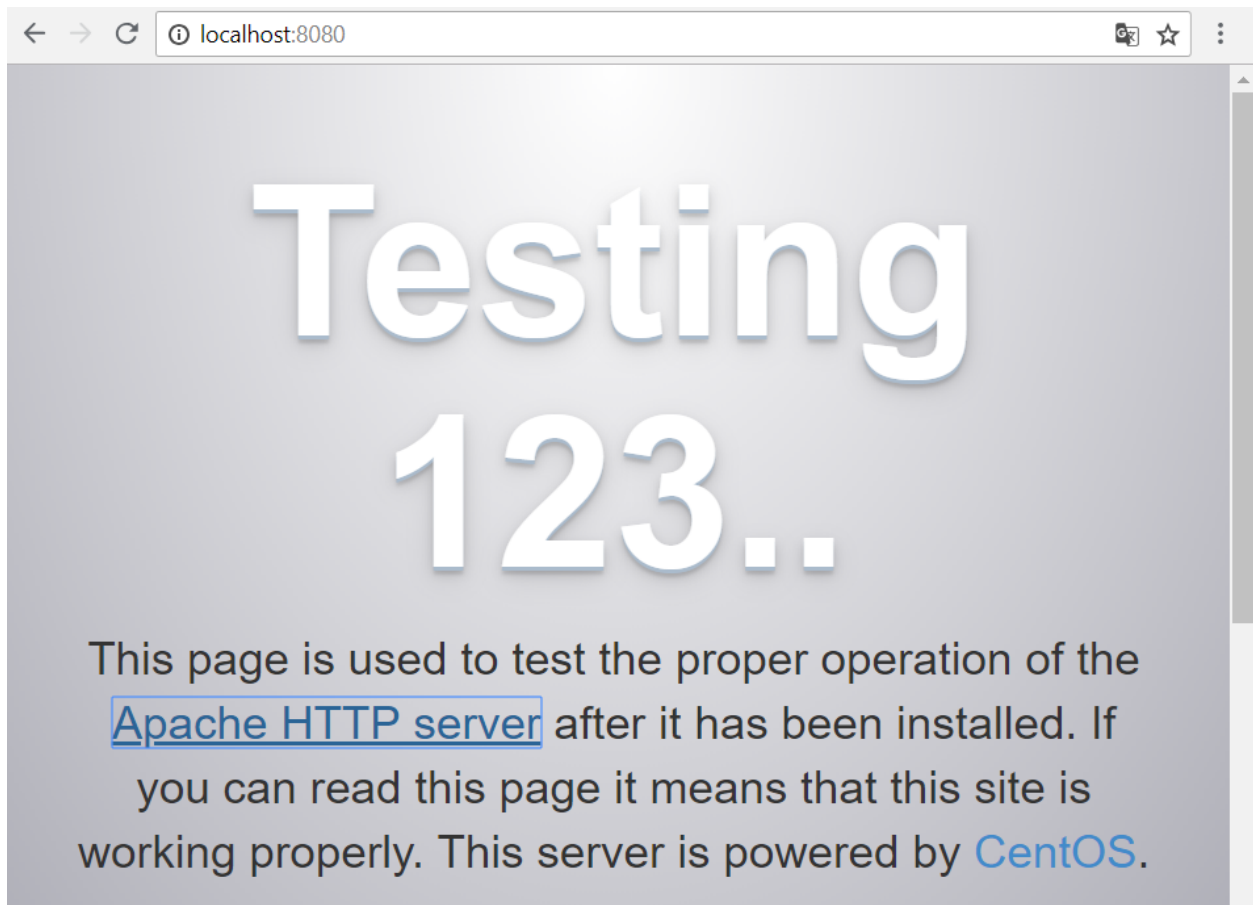 localhost:8080
Testing
123..
This page is used to test the proper operation of the
Apache HTTP server after it has been installed. If
you can read this page it means that this site is
working properly. This server is powered by CentOS.